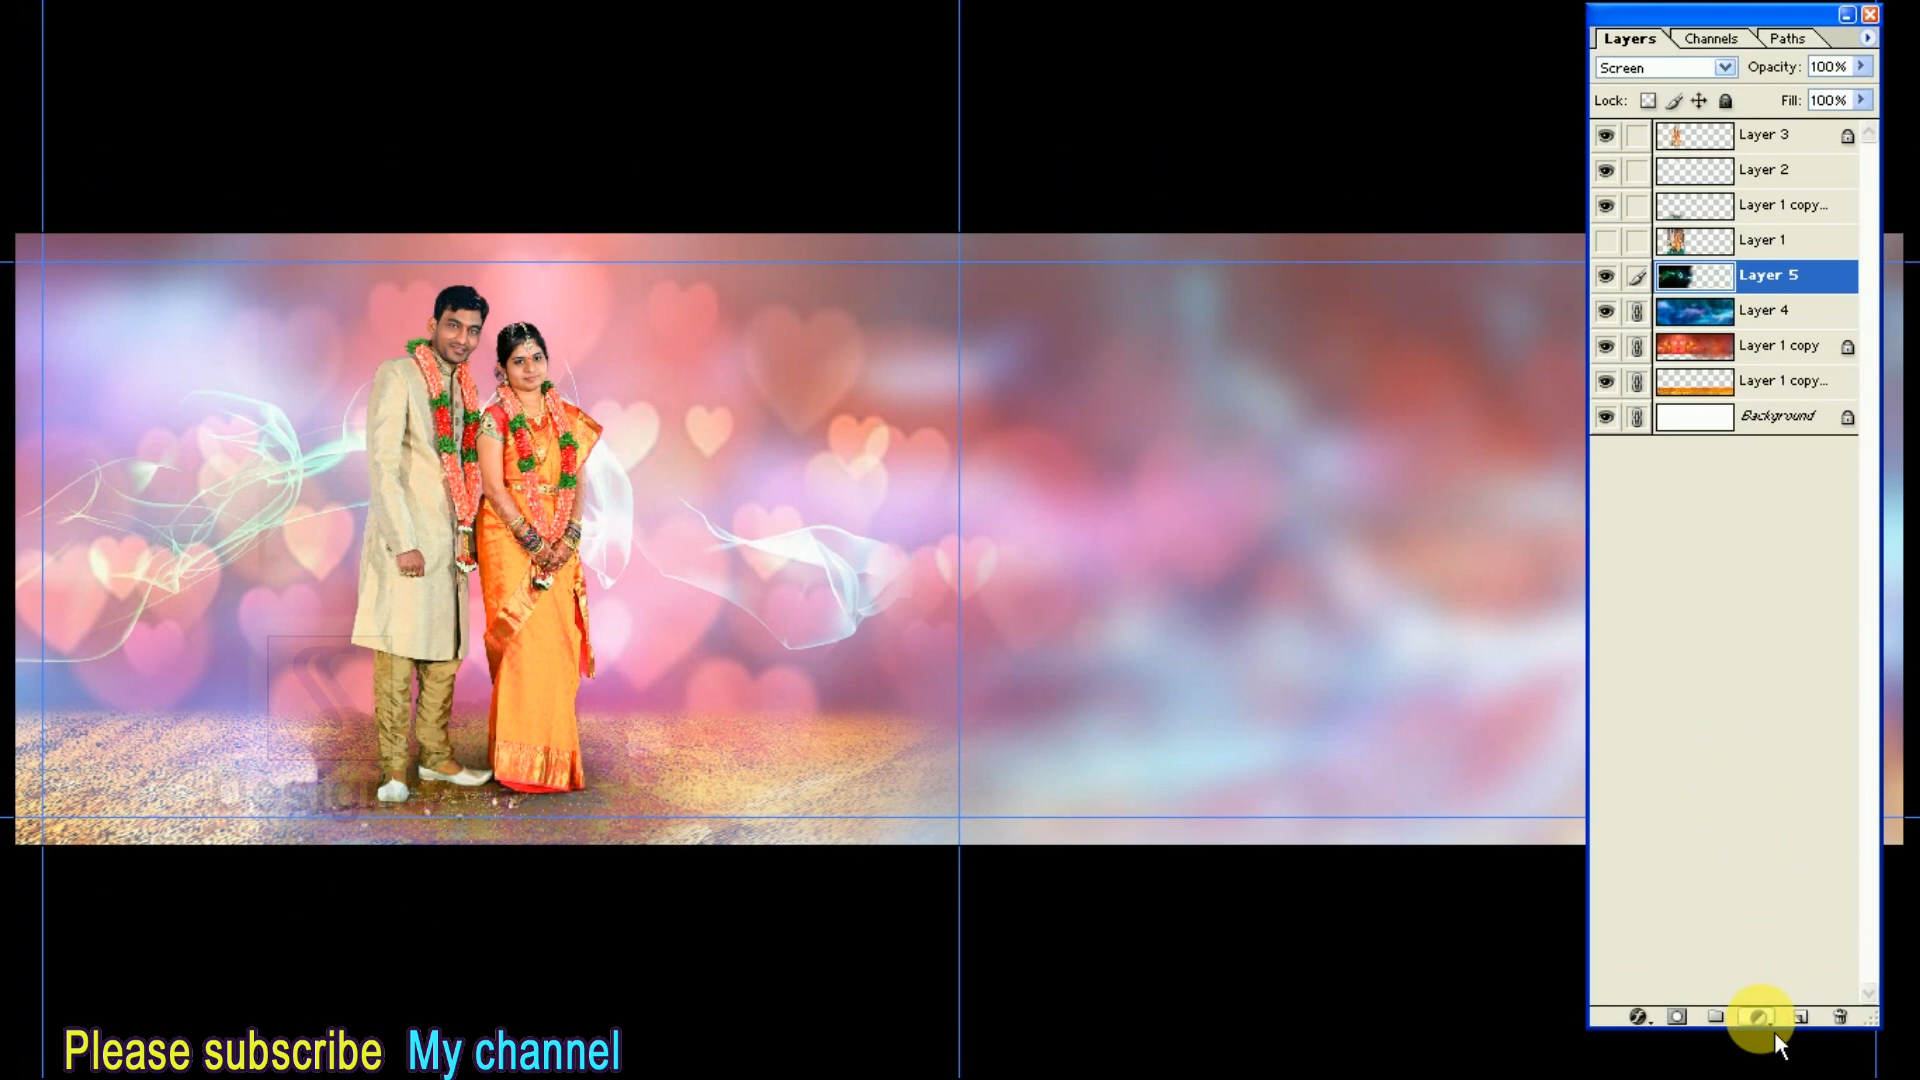 Layers Channels Paths
Screen Opacity: 100%
Lock: Fill: 100%
Layer 3
Layer 2
Layer 1 copy...
Layer 1
Layer 5
Layer 4
Layer 1 copy
Layer 1 copy...
Background
Please subscribe My channel